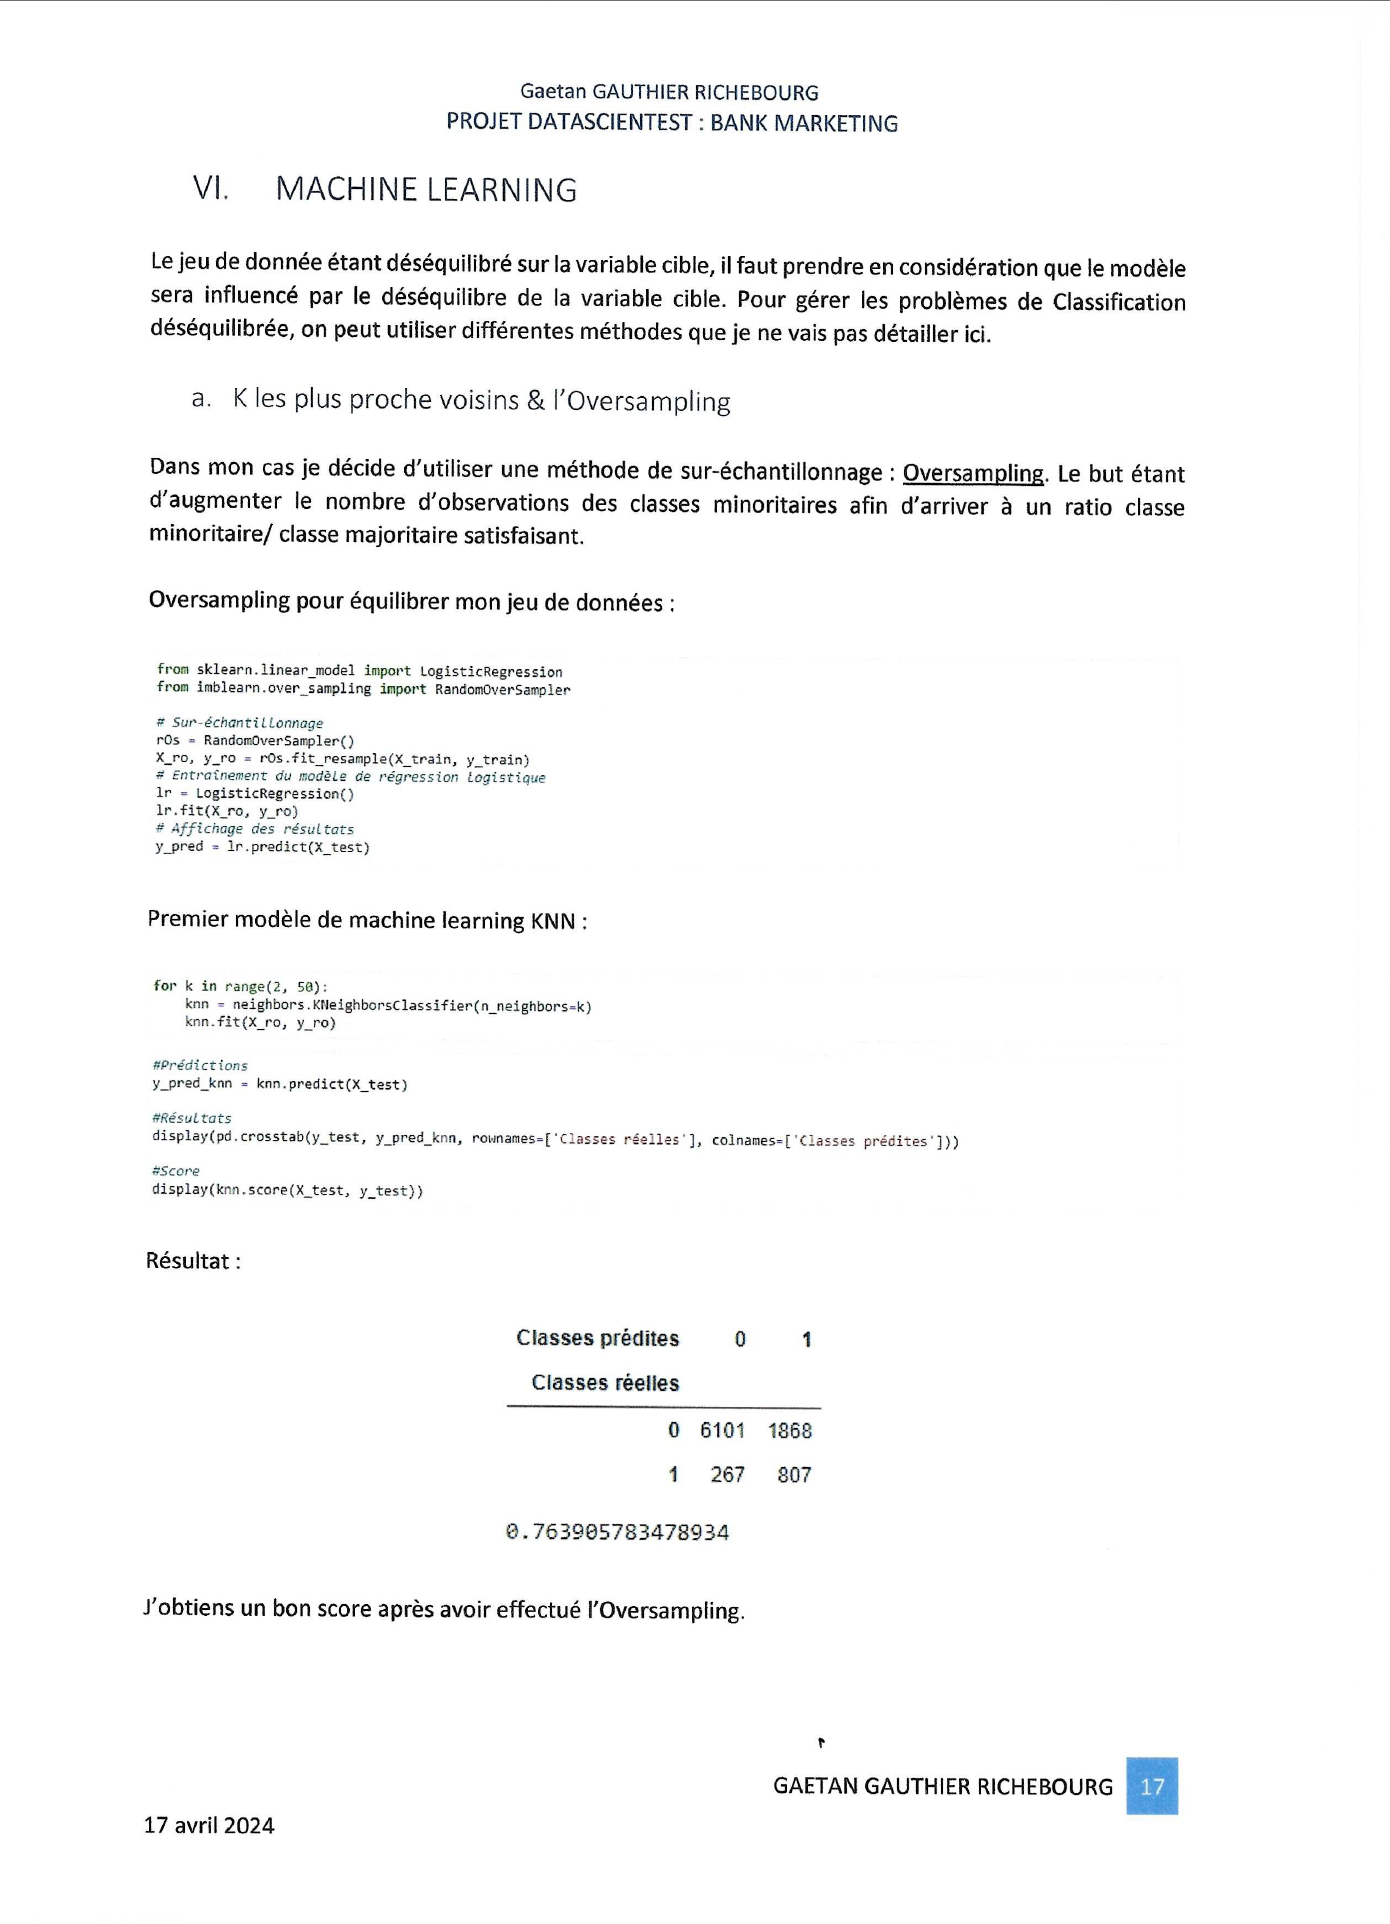 Gaetan GAUTHIER RICHEBOURG
PROJET DATASCIENTEST : BANK MARKETING
VI. MACHINE LEARNING
Le jeu de donnée étant déséquilibré sur la variable cible, il faut prendre en considération que le modèle
sera influencé par le déséquilibre de la variable cible. Pour gérer les problèmes de Classification
déséquilibrée, on peut utiliser différentes méthodes que je ne vais pas détailler ici.
a. K les plus proche voisins & l'Oversampling
Dans mon cas je décide d'utiliser une méthode de sur-échantillonnage : Oversampling. Le but étant
d'augmenter le nombre d'observations des classes minoritaires afin d'arriver à un ratio classe
minoritaire/ classe majoritaire satisfaisant.
Oversampling pour équilibrer mon jeu de données :
from sklearn.linear_model import LogisticRegression
from imblearn.over_sampling import RandomOverSampler
# Sur-échantillonnage
rOs = RandomOverSampler()
X_ro, y_ro = rOs.fit_resample(X_train, y_train)
# Entraînement du modèle de régression logistique
lr = LogisticRegression()
lr.fit(X_ro, y_ro)
# Affichage des résultats
y_pred = lr.predict(X_test)
Premier modèle de machine learning KNN :
for k in range(2, 50):
    knn = neighbors.KNeighborsClassifier(n_neighbors=k)
    knn.fit(X_ro, y_ro)
#Prédictions
y_pred_knn = knn.predict(X_test)
#Résultats
display(pd.crosstab(y_test, y_pred_knn, rownames=['Classes réelles'], colnames=['Classes prédites']))
#Score
display(knn.score(X_test, y_test))
Résultat :
Classes prédites 0 1
Classes réelles
0 6101 1868
1 267 807
0.763905783478934
J'obtiens un bon score après avoir effectué l'Oversampling.
GAETAN GAUTHIER RICHEBOURG 17
17 avril 2024